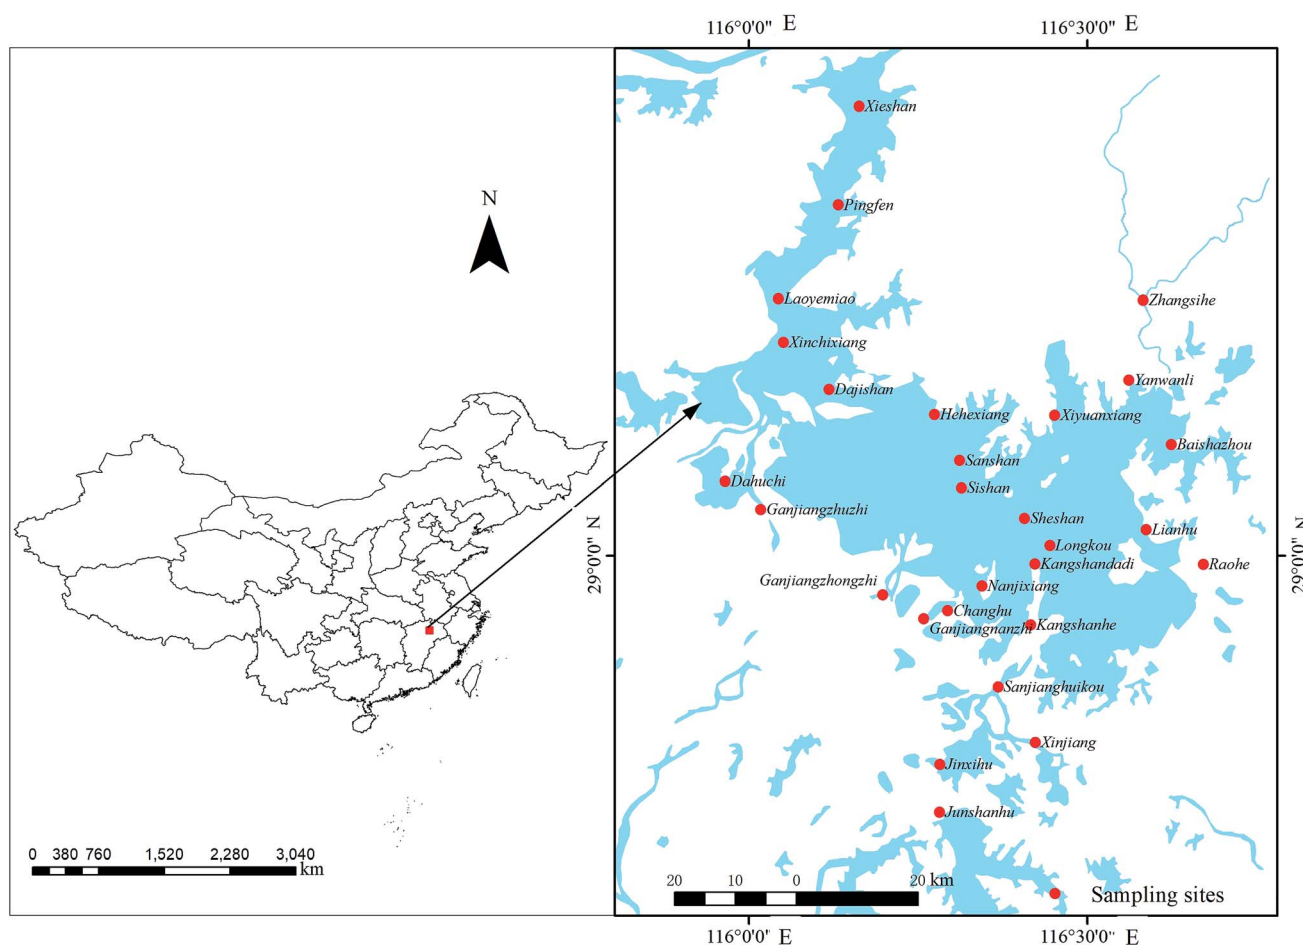 116°0'0" E
116°30'0" E
N
Xieshan
Pingfen
Laoyemiao
Zhangsihe
Xinchixiang
Yanwanli
Dajishan
Hehexiang
Xiyuanxiang
Baishazhou
Sanshan
Dahuchi
Sishan
Ganjiangzhuzhi
Sheshan
Lianhu
Longkou
29°0'0" N
Kangshandadi
Raohe
29°0'0" N
Ganjiangzhongzhi
Nanjixiang
Changhu
Ganjiangnanzhi
Kangshanhe
Sanjianghuikou
Xinjiang
Jinxihu
Junshanhu
0 380 760 1,520 2,280 3,040
km
20 10 0 20 km
Sampling sites
116°0'0" E
116°30'0" E